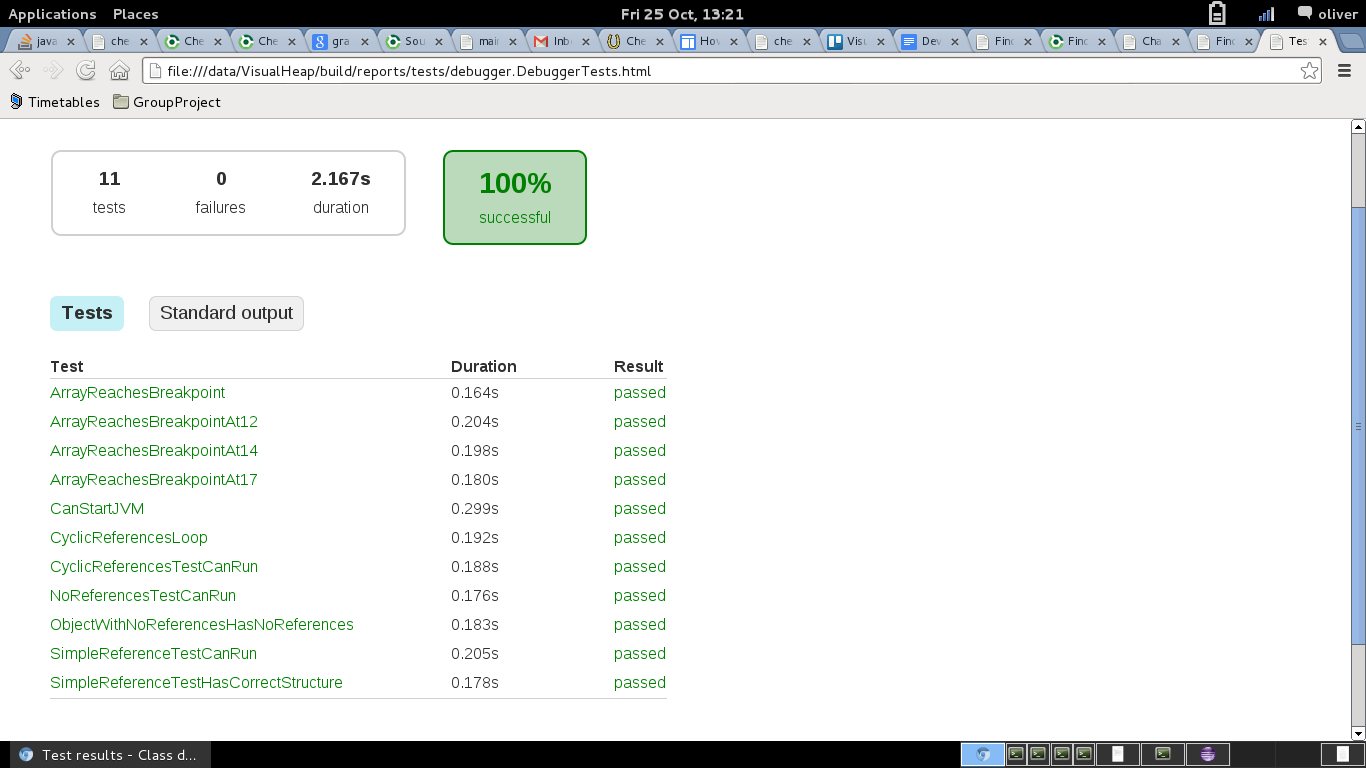 Applications Places Fri 25 Oct, 13:21 oliver
java che Che Che gra Sou mair Inb Che Hov che Visu Dev Finc Finc Cha Finc Tes
file:///data/VisualHeap/build/reports/tests/debugger.DebuggerTests.html
Timetables GroupProject
11 0 2.167s 100%
tests failures duration successful
Tests Standard output
Test Duration Result
ArrayReachesBreakpoint 0.164s passed
ArrayReachesBreakpointAt12 0.204s passed
ArrayReachesBreakpointAt14 0.198s passed
ArrayReachesBreakpointAt17 0.180s passed
CanStartJVM 0.299s passed
CyclicReferencesLoop 0.192s passed
CyclicReferencesTestCanRun 0.188s passed
NoReferencesTestCanRun 0.176s passed
ObjectWithNoReferencesHasNoReferences 0.183s passed
SimpleReferenceTestCanRun 0.205s passed
SimpleReferenceTestHasCorrectStructure 0.178s passed
Test results - Class d...